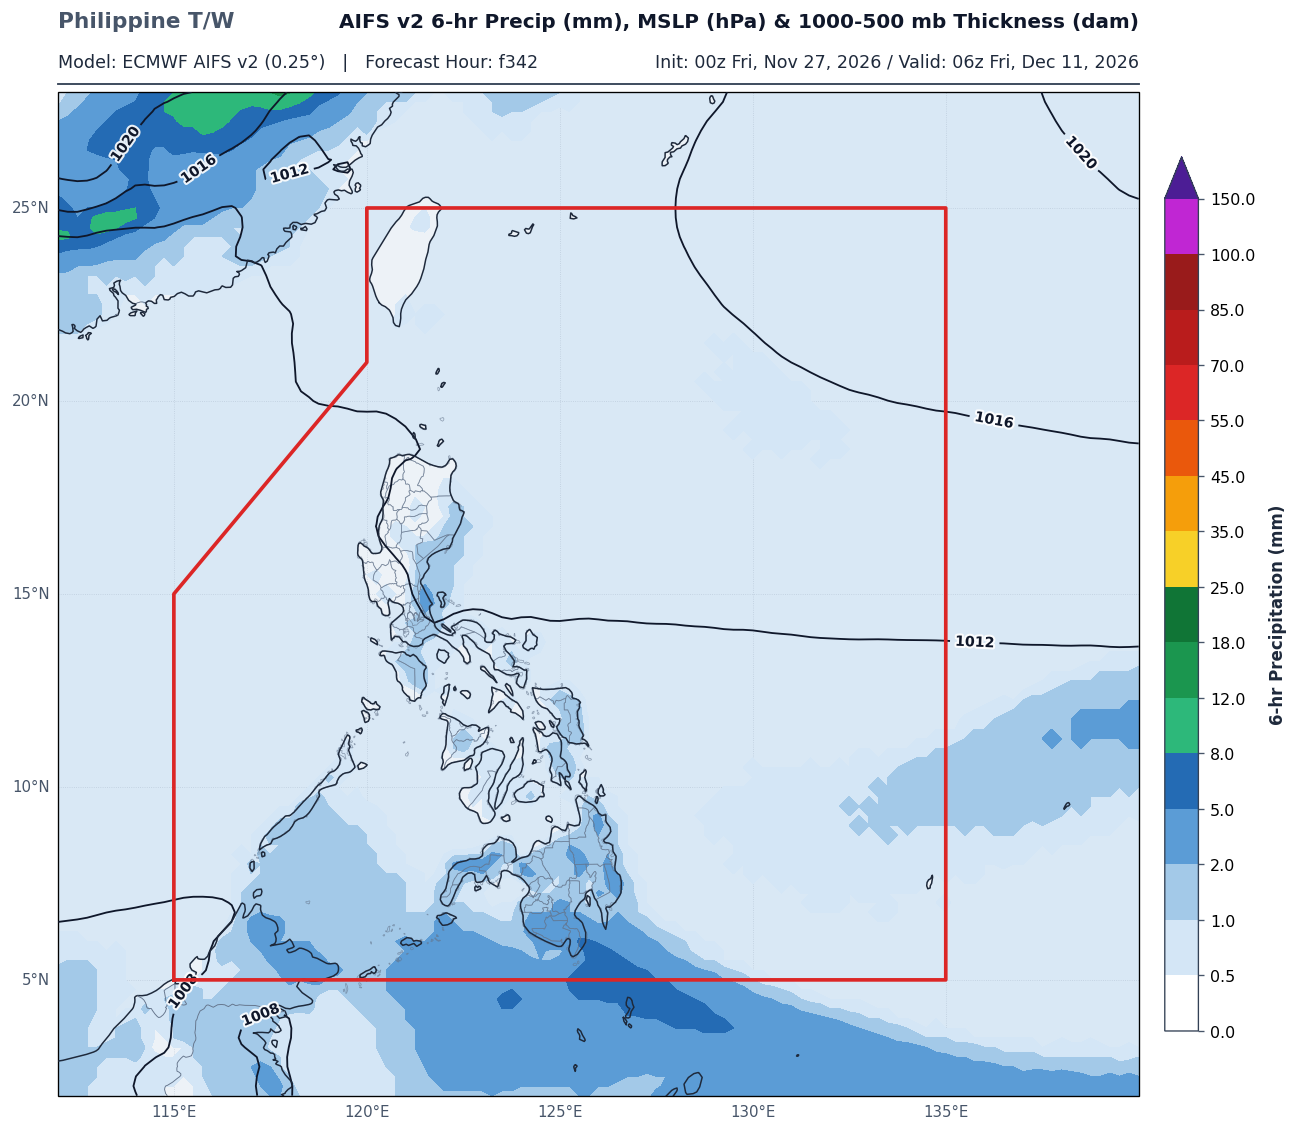 Philippine T/W
AIFS v2 6-hr Precip (mm), MSLP (hPa) & 1000-500 mb Thickness (dam)
Model: ECMWF AIFS v2 (0.25°) | Forecast Hour: f342
Init: 00z Fri, Nov 27, 2026 / Valid: 06z Fri, Dec 11, 2026
1020
1016
1012
1020
1016
1012
1008
1008
25°N
20°N
15°N
10°N
5°N
115°E
120°E
125°E
130°E
135°E
150.0
100.0
85.0
70.0
55.0
45.0
35.0
25.0
18.0
12.0
8.0
5.0
2.0
1.0
0.5
0.0
6-hr Precipitation (mm)